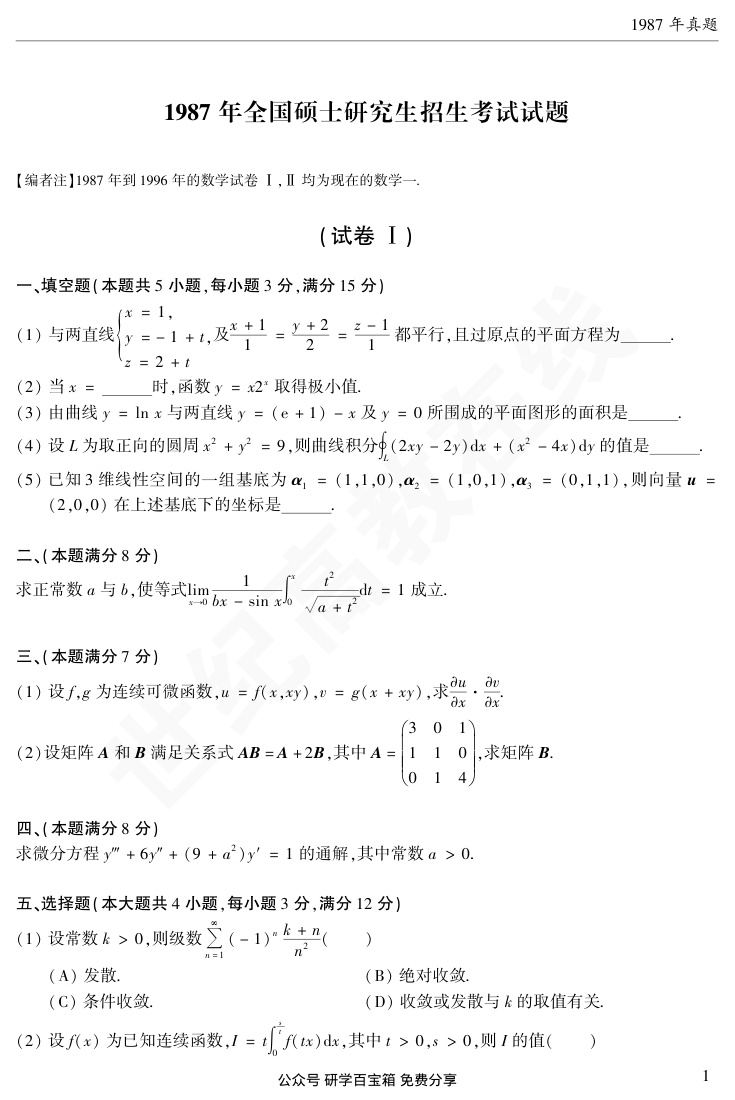 1987 年真题
1987 年全国硕士研究生招生考试试题
【编者注】1987 年到 1996 年的数学试卷 Ⅰ,Ⅱ 均为现在的数学一.
(试卷 Ⅰ)
一、填空题(本题共 5 小题,每小题 3 分,满分 15 分)
(1) 与两直线{x = 1, y = - 1 + t, z = 2 + t 及 (x + 1)/1 = (y + 2)/2 = (z - 1)/1 都平行,且过原点的平面方程为______.
(2) 当 x = ______时,函数 y = x2^x 取得极小值.
(3) 由曲线 y = ln x 与两直线 y = (e + 1) - x 及 y = 0 所围成的平面图形的面积是______.
(4) 设 L 为取正向的圆周 x² + y² = 9,则曲线积分∮_L (2xy - 2y)dx + (x² - 4x)dy 的值是______.
(5) 已知 3 维线性空间的一组基底为 α₁ = (1,1,0),α₂ = (1,0,1),α₃ = (0,1,1),则向量 u =
(2,0,0) 在上述基底下的坐标是______.
二、(本题满分 8 分)
求正常数 a 与 b,使等式 lim_{x→0} 1/(bx - sin x) ∫_0^x t²/√(a + t²) dt = 1 成立.
三、(本题满分 7 分)
(1) 设 f,g 为连续可微函数,u = f(x,xy),v = g(x + xy),求 ∂u/∂x · ∂v/∂x.
(2)设矩阵 A 和 B 满足关系式 AB = A + 2B,其中 A = (3 0 1; 1 1 0; 0 1 4),求矩阵 B.
四、(本题满分 8 分)
求微分方程 y‴ + 6y″ + (9 + a²)y′ = 1 的通解,其中常数 a > 0.
五、选择题(本大题共 4 小题,每小题 3 分,满分 12 分)
(1) 设常数 k > 0,则级数 ∑_{n=1}^∞ (- 1)^n (k + n)/n² (  )
(A) 发散. (B) 绝对收敛.
(C) 条件收敛. (D) 收敛或发散与 k 的取值有关.
(2) 设 f(x) 为已知连续函数,I = t∫_0^{s/t} f(tx)dx,其中 t > 0,s > 0,则 I 的值(  )
公众号 研学百宝箱 免费分享
1
世纪高教在线